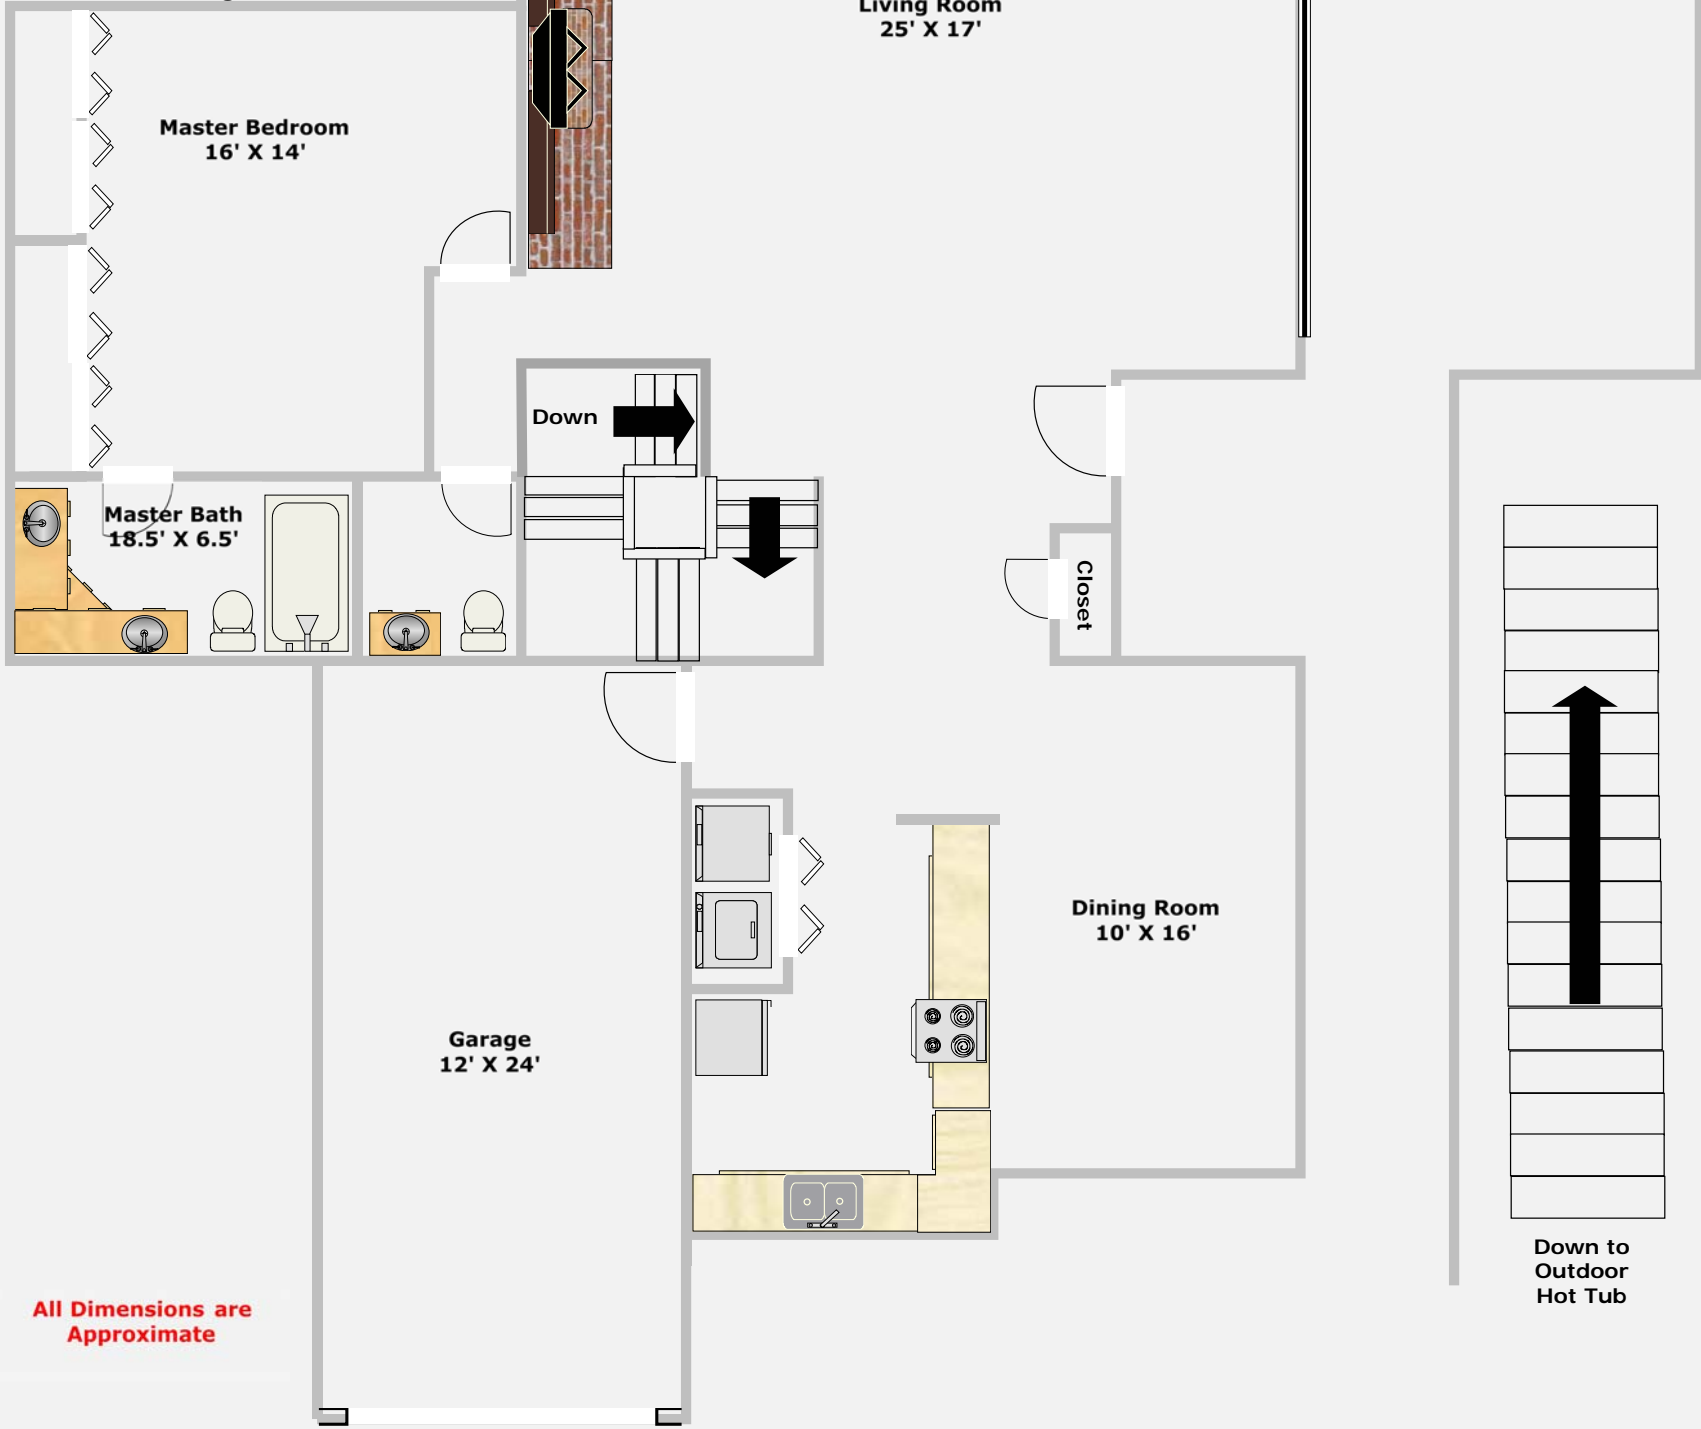 Living Room
25' X 17'
Master Bedroom
16' X 14'
Down
Master Bath
18.5' X 6.5'
Closet
Dining Room
10' X 16'
Garage
12' X 24'
Down to
Outdoor
Hot Tub
All Dimensions are
Approximate